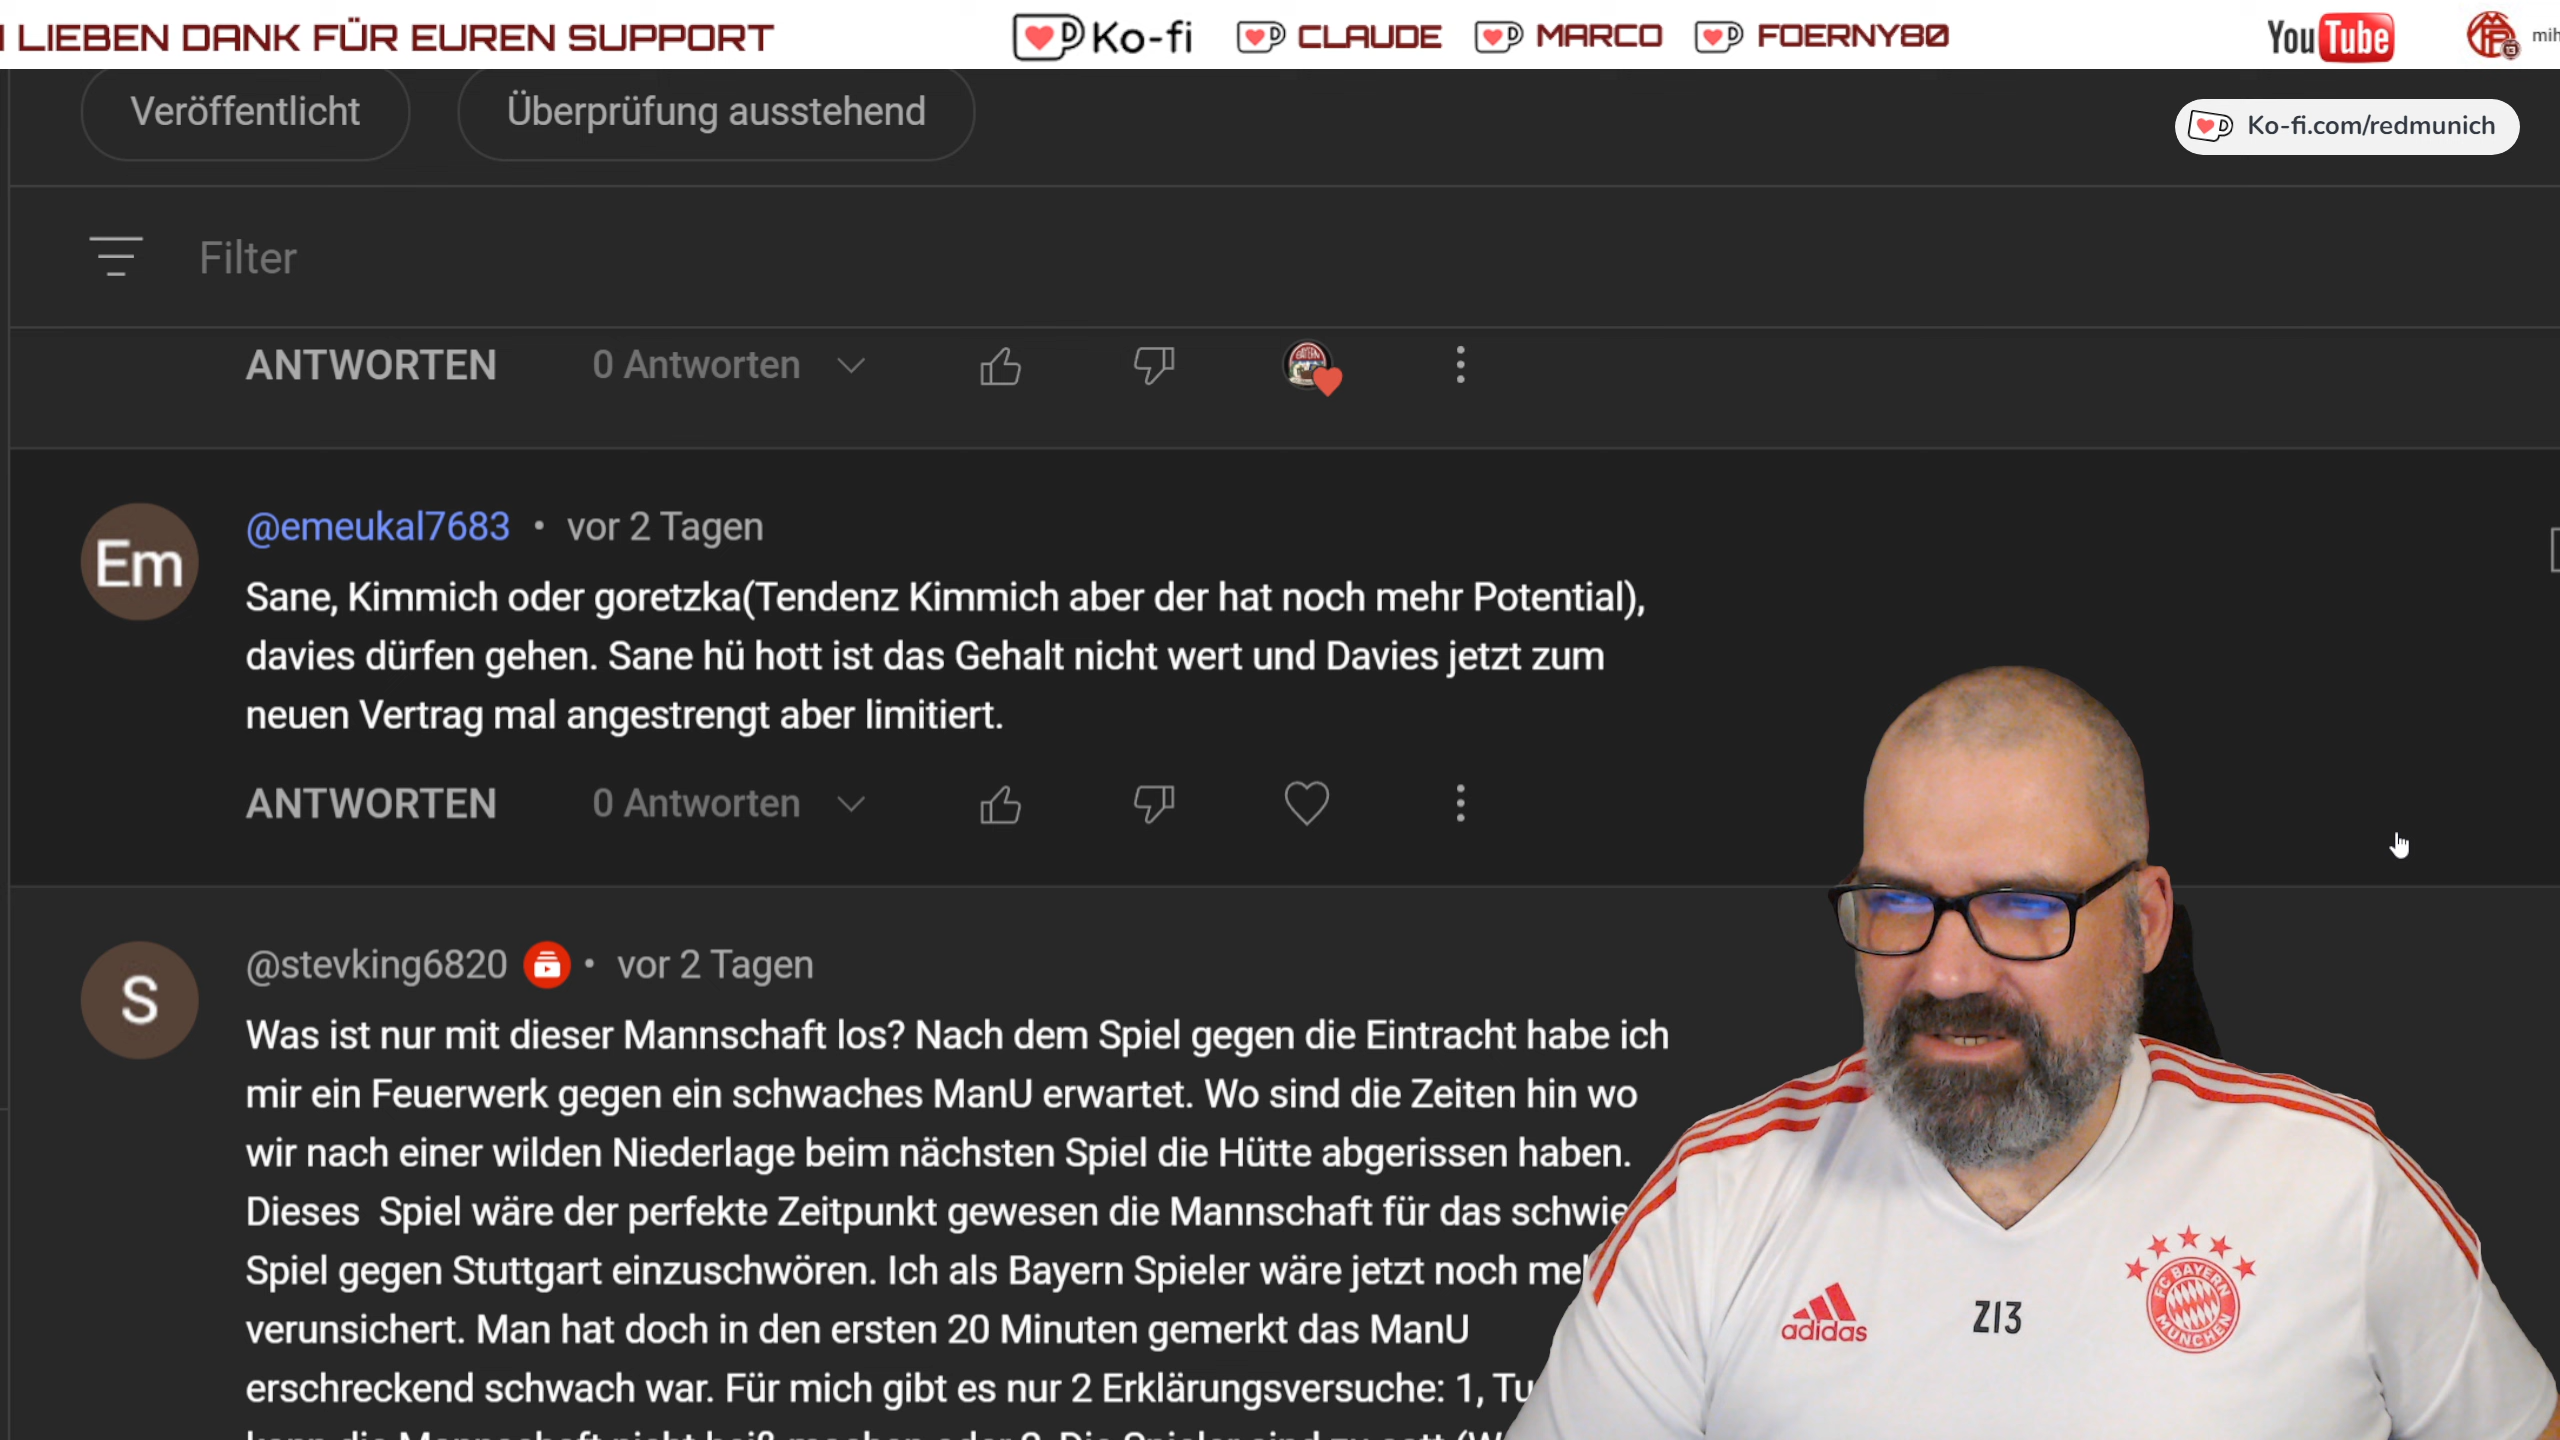 LIEBEN DANK FÜR EUREN SUPPORT
Ko-fi
CLAUDE
MARCO
FOERNY80
YouTube
mih
Veröffentlicht
Überprüfung ausstehend
Ko-fi.com/redmunich
Filter
ANTWORTEN
0 Antworten
Em
@emeukal7683 • vor 2 Tagen
Sane, Kimmich oder goretzka(Tendenz Kimmich aber der hat noch mehr Potential),
davies dürfen gehen. Sane hü hott ist das Gehalt nicht wert und Davies jetzt zum
neuen Vertrag mal angestrengt aber limitiert.
ANTWORTEN
0 Antworten
S
@stevking6820 • vor 2 Tagen
Was ist nur mit dieser Mannschaft los? Nach dem Spiel gegen die Eintracht habe ich
mir ein Feuerwerk gegen ein schwaches ManU erwartet. Wo sind die Zeiten hin wo
wir nach einer wilden Niederlage beim nächsten Spiel die Hütte abgerissen haben.
Dieses Spiel wäre der perfekte Zeitpunkt gewesen die Mannschaft für das schwie
Spiel gegen Stuttgart einzuschwören. Ich als Bayern Spieler wäre jetzt noch me
verunsichert. Man hat doch in den ersten 20 Minuten gemerkt das ManU
erschreckend schwach war. Für mich gibt es nur 2 Erklärungsversuche: 1, Tu
adidas
Z13
FC BAYERN
MÜNCHEN